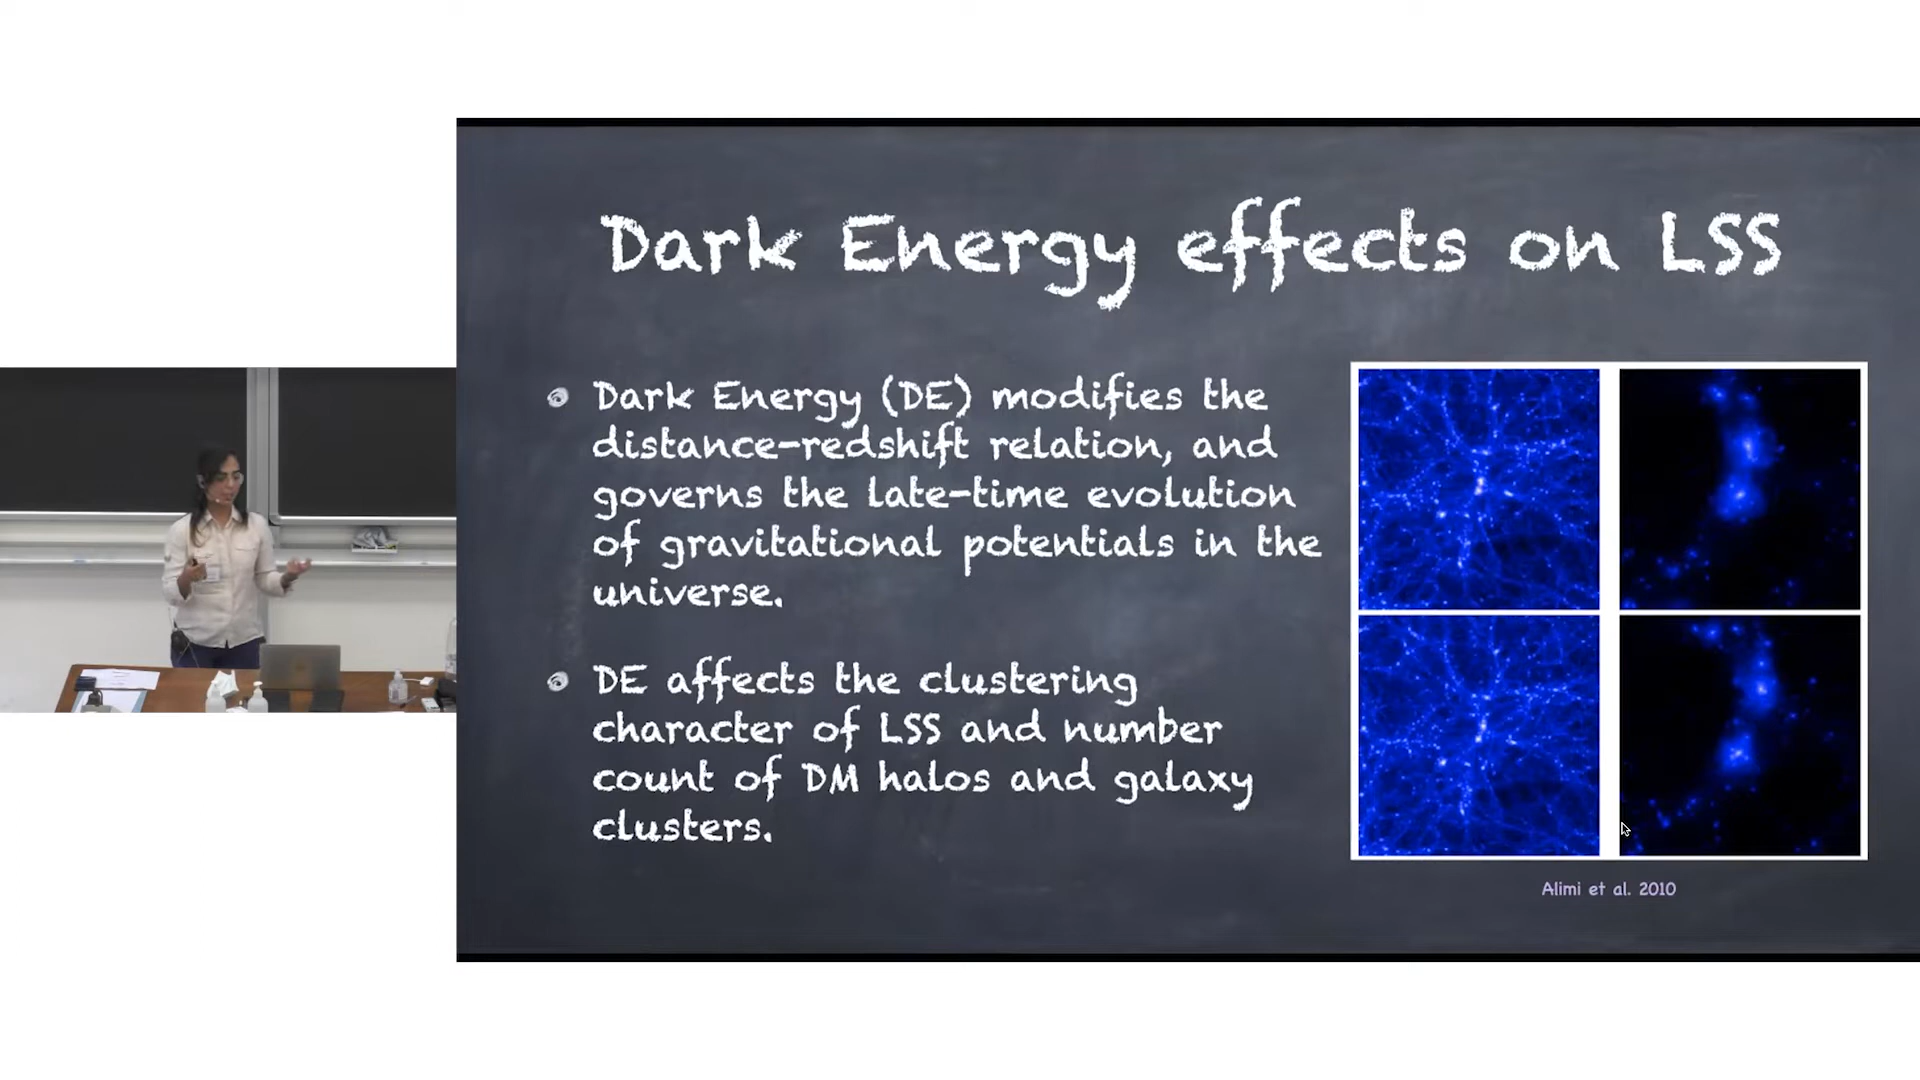 Dark Energy effects on LSS
Dark Energy (DE) modifies the
distance-redshift relation, and
governs the late-time evolution
of gravitational potentials in the
universe.
DE affects the clustering
character of LSS and number
count of DM halos and galaxy
clusters.
Alimi et al. 2010